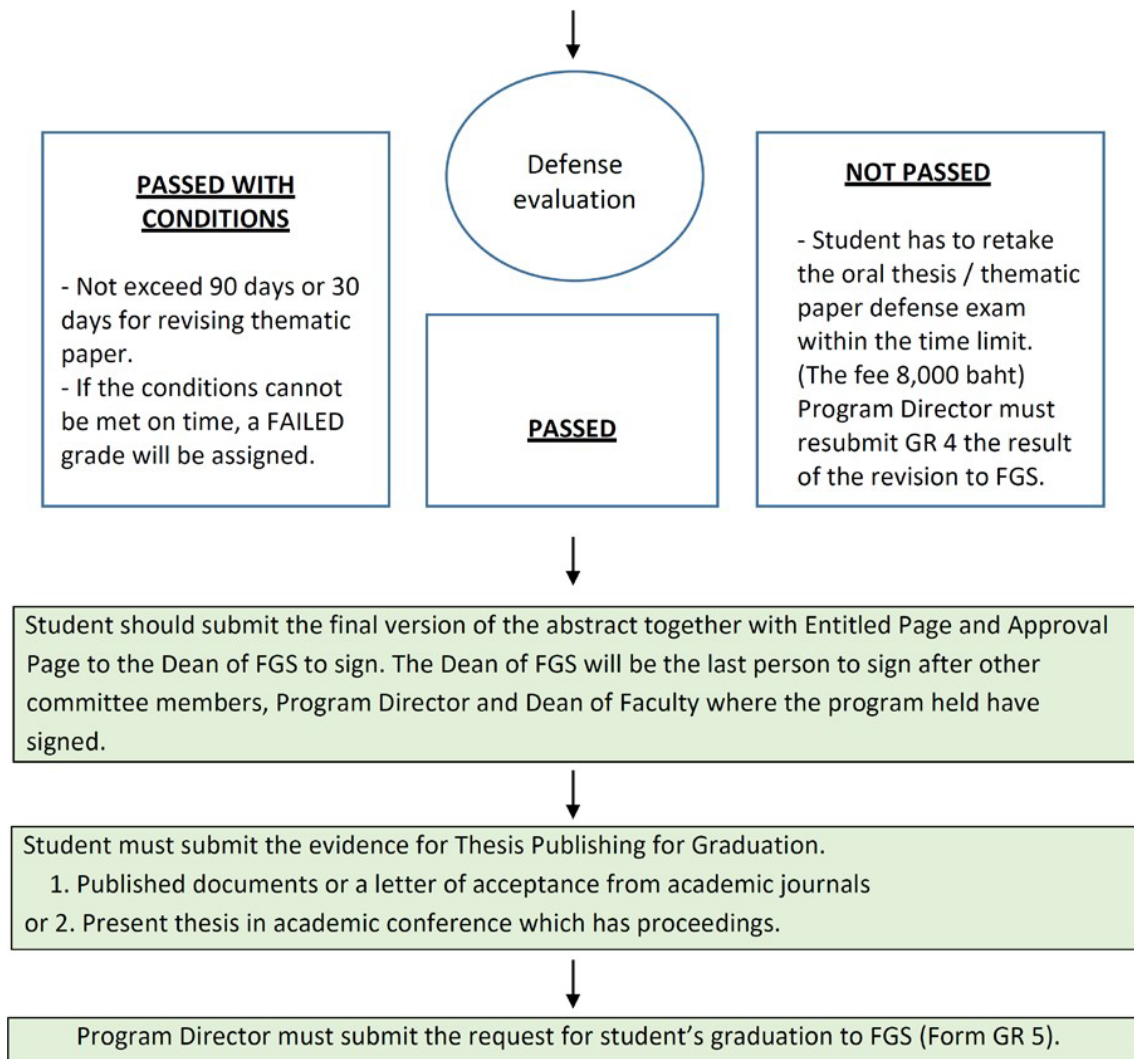 Defense
evaluation
PASSED WITH
CONDITIONS
- Not exceed 90 days or 30
days for revising thematic
paper.
- If the conditions cannot
be met on time, a FAILED
grade will be assigned.
PASSED
NOT PASSED
- Student has to retake
the oral thesis / thematic
paper defense exam
within the time limit.
(The fee 8,000 baht)
Program Director must
resubmit GR 4 the result
of the revision to FGS.
Student should submit the final version of the abstract together with Entitled Page and Approval
Page to the Dean of FGS to sign. The Dean of FGS will be the last person to sign after other
committee members, Program Director and Dean of Faculty where the program held have
signed.
Student must submit the evidence for Thesis Publishing for Graduation.
1. Published documents or a letter of acceptance from academic journals
or 2. Present thesis in academic conference which has proceedings.
Program Director must submit the request for student’s graduation to FGS (Form GR 5).